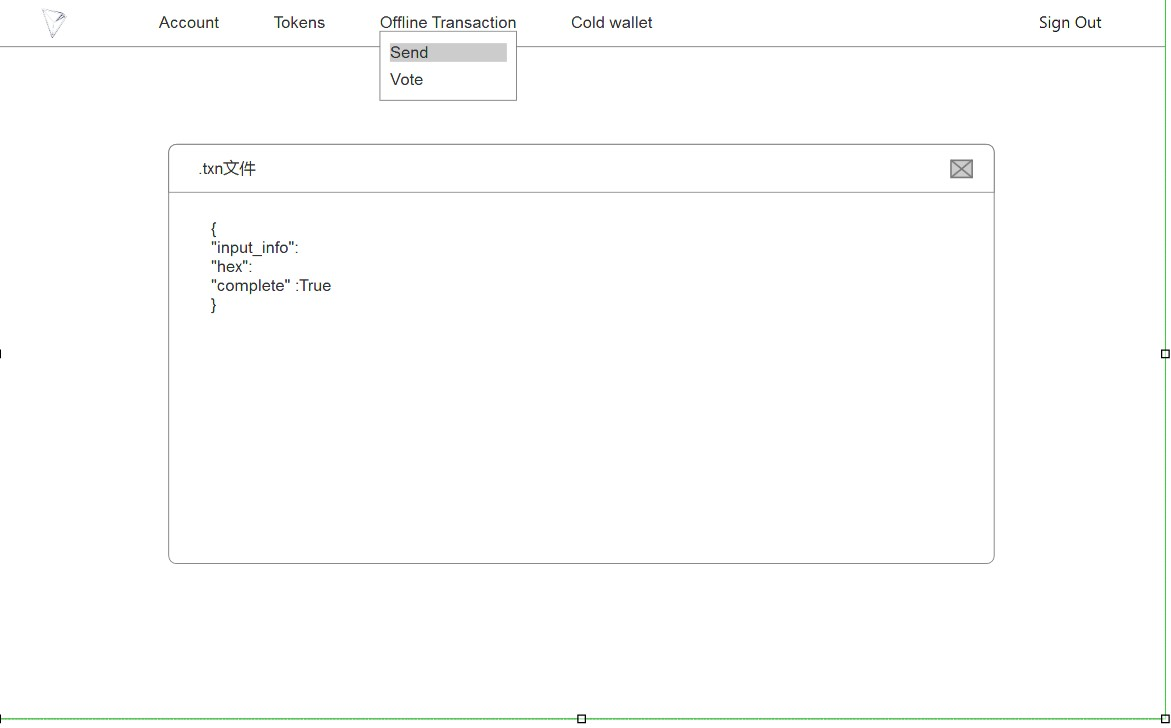 Account Tokens Offline Transaction Cold wallet Sign Out
Send
Vote
.txn文件
{
"input_info":
"hex":
"complete" :True
}